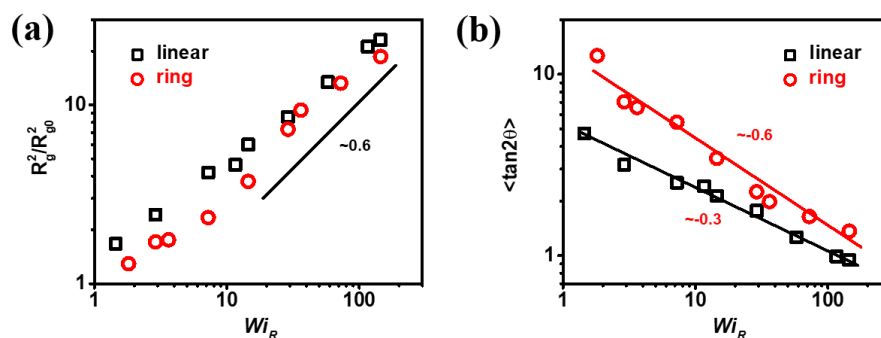 (a)
linear
ring
10
1
R_g^2/R_g0^2
~0.6
1
10
100
Wi_R
(b)
linear
ring
10
1
<tan2θ>
~-0.6
~-0.3
1
10
100
Wi_R